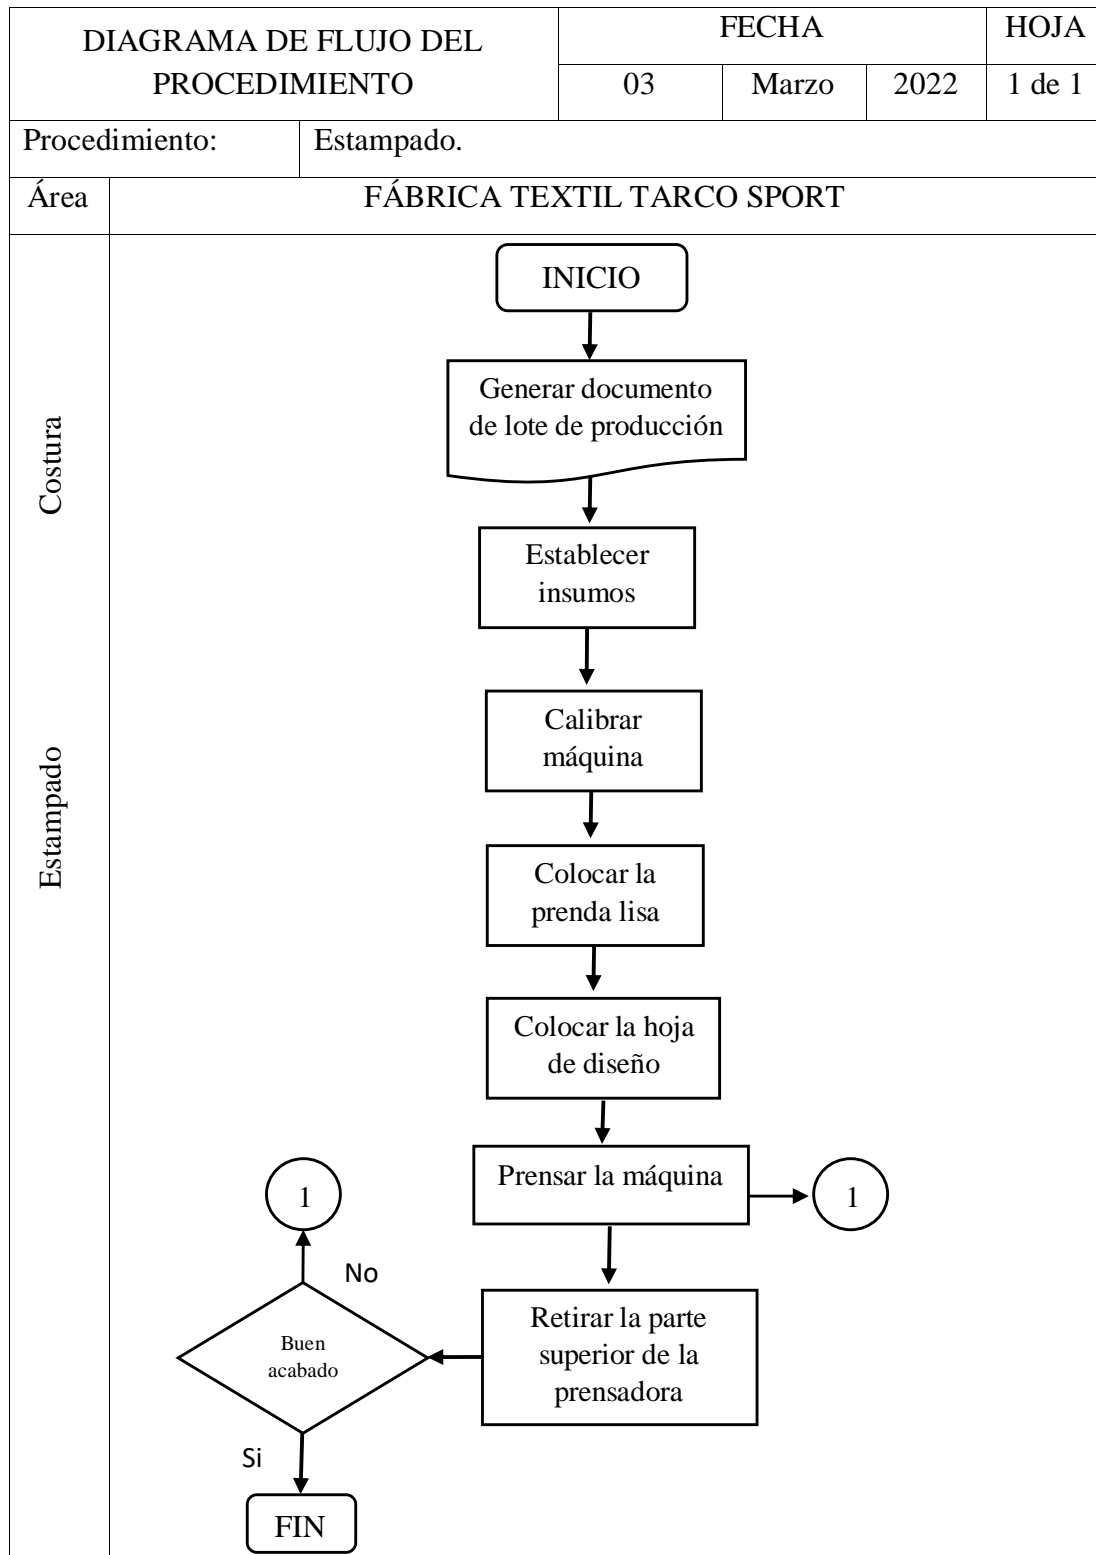 DIAGRAMA DE FLUJO DEL
PROCEDIMIENTO
FECHA
HOJA
03
Marzo
2022
1 de 1
Procedimiento:
Estampado.
Área
FÁBRICA TEXTIL TARCO SPORT
Costura
Estampado
INICIO
Generar documento
de lote de producción
Establecer
insumos
Calibrar
máquina
Colocar la
prenda lisa
Colocar la hoja
de diseño
Prensar la máquina
1
1
No
Retirar la parte
superior de la
prensadora
Buen
acabado
Si
FIN